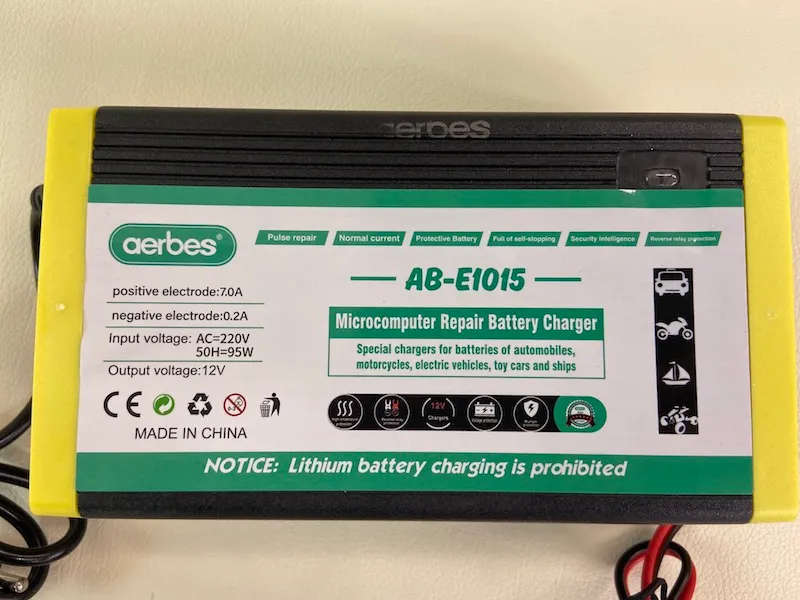 aerbes
aerbes®
Pulse repair
Normal current
Protective Battery
Full of self-stopping
Security Intelligence
Reverse relay protection
AB-E1015
positive electrode:7.0A
negative electrode:0.2A
Input voltage: AC=220V
50H=95W
Output voltage:12V
Microcomputer Repair Battery Charger
Special chargers for batteries of automobiles,
motorcycles, electric vehicles, toy cars and ships
CE
12V
Chargers
MADE IN CHINA
NOTICE: Lithium battery charging is prohibited